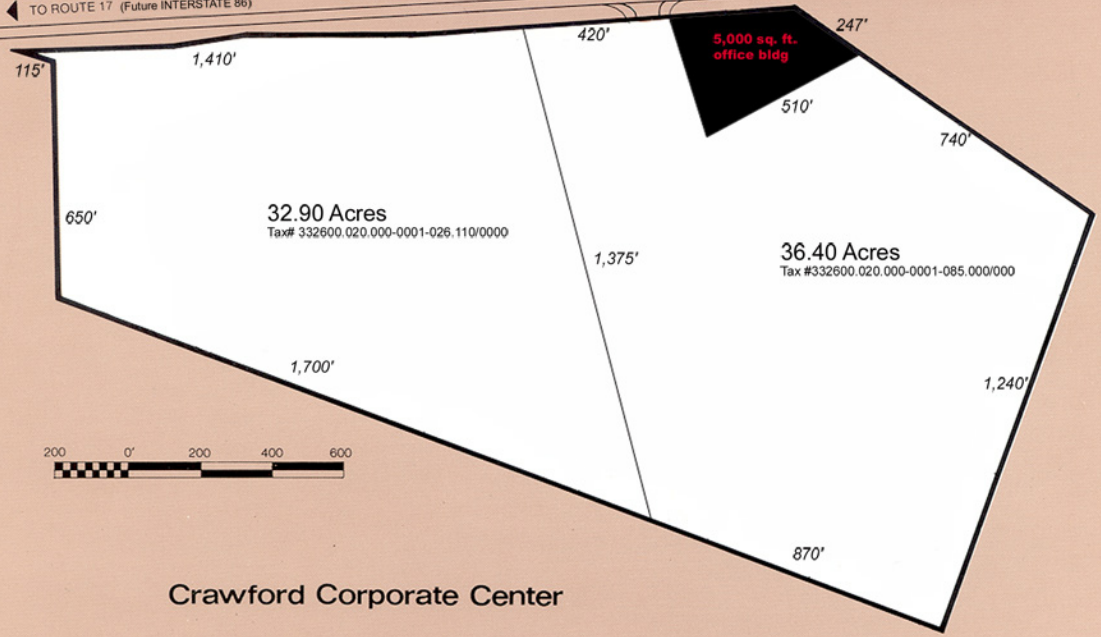 TO ROUTE 17 (Future INTERSTATE 86)
420'
247'
5,000 sq. ft.
office bldg
115'
1,410'
510'
740'
650'
32.90 Acres
Tax# 332600.020.000-0001-026.110/0000
1,375'
36.40 Acres
Tax #332600.020.000-0001-085.000/000
1,700'
1,240'
200 0' 200 400 600
870'
Crawford Corporate Center